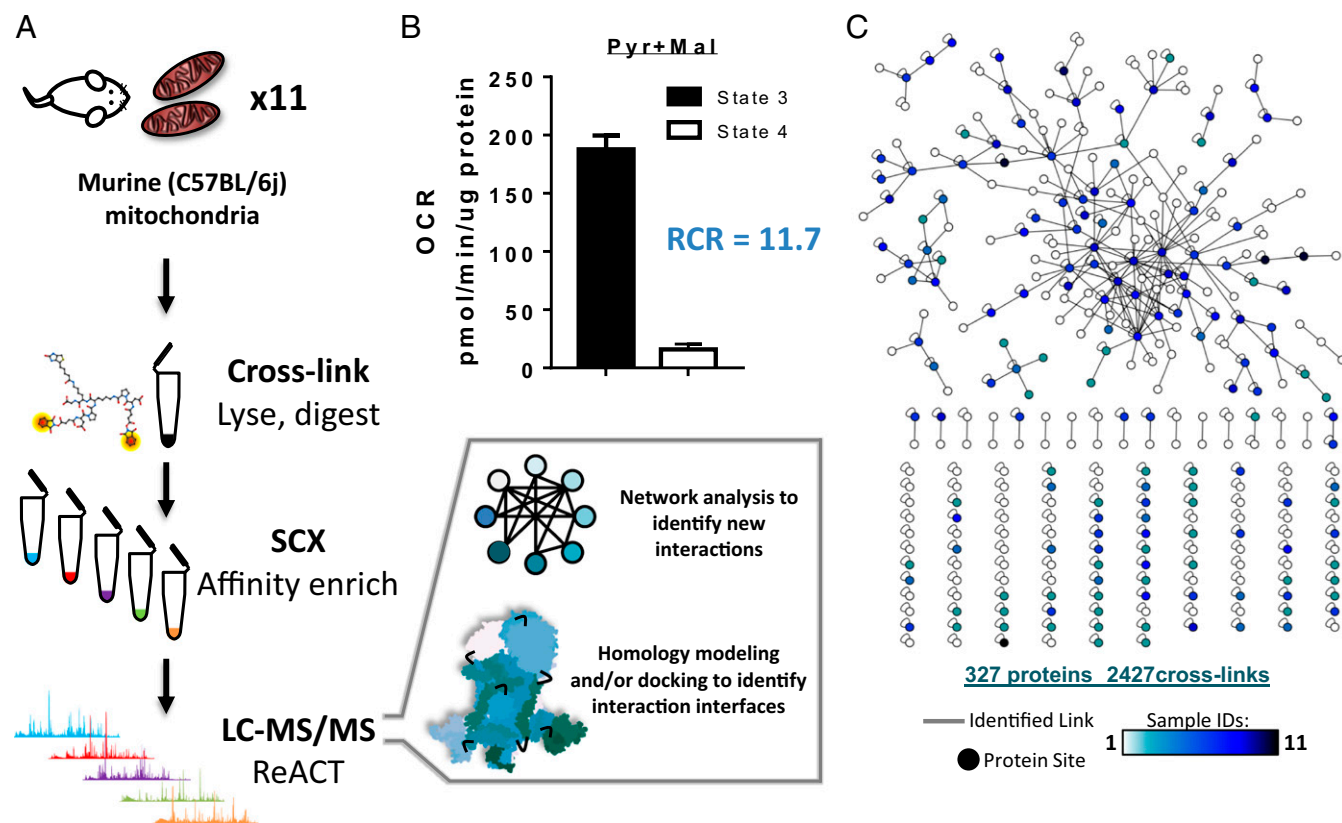 A
x11
Murine (C57BL/6j)
mitochondria
Cross-link
Lyse, digest
SCX
Affinity enrich
LC-MS/MS
ReACT
Network analysis to
identify new
interactions
Homology modeling
and/or docking to identify
interaction interfaces
B
Pyr+Mal
OCR
pmol/min/ug protein
250
200
150
100
50
0
State 3
State 4
RCR = 11.7
C
327 proteins 2427cross-links
Identified Link
Protein Site
Sample IDs:
1 11